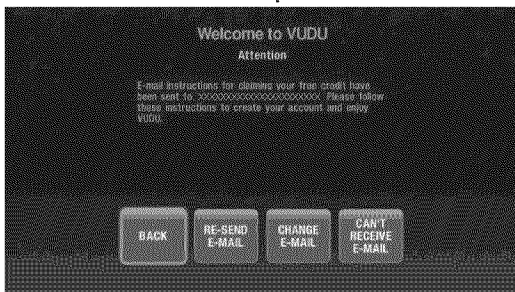 Welcome to VUDU
Attention
E-mail instructions for claiming your free credit have
been sent to XXXXXXXXXXXXXXXXXXXXXX. Please follow
these instructions to create your account and enjoy
VUDU.
BACK
RE-SEND
E-MAIL
CHANGE
E-MAIL
CAN'T
RECEIVE
E-MAIL